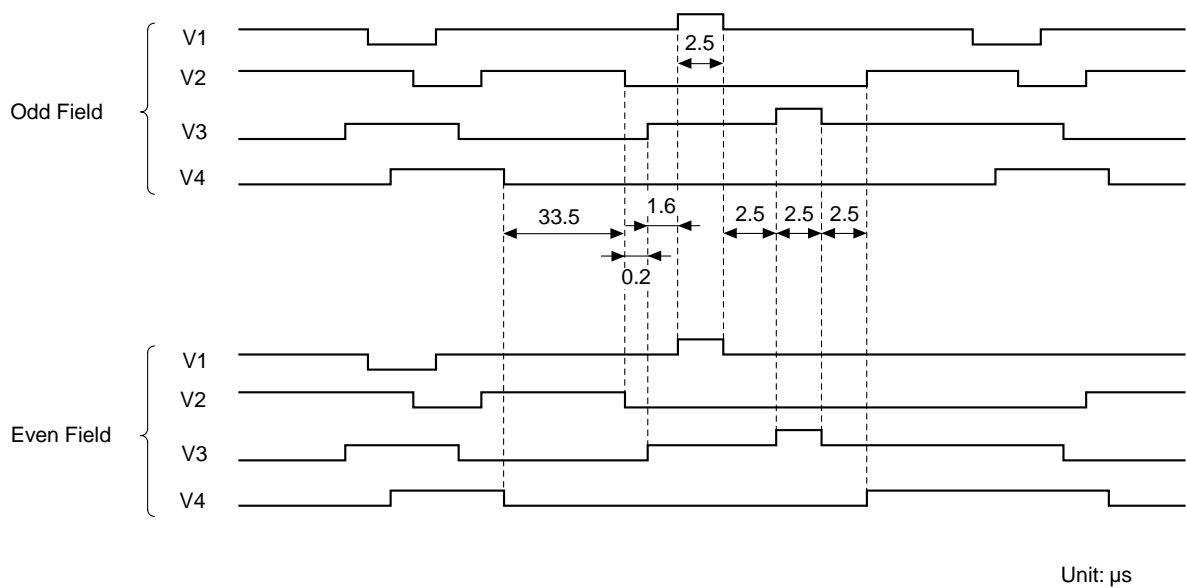 V1
2.5
V2
Odd Field
V3
V4
1.6
33.5
2.5 2.5 2.5
0.2
V1
V2
Even Field
V3
V4
Unit: μs